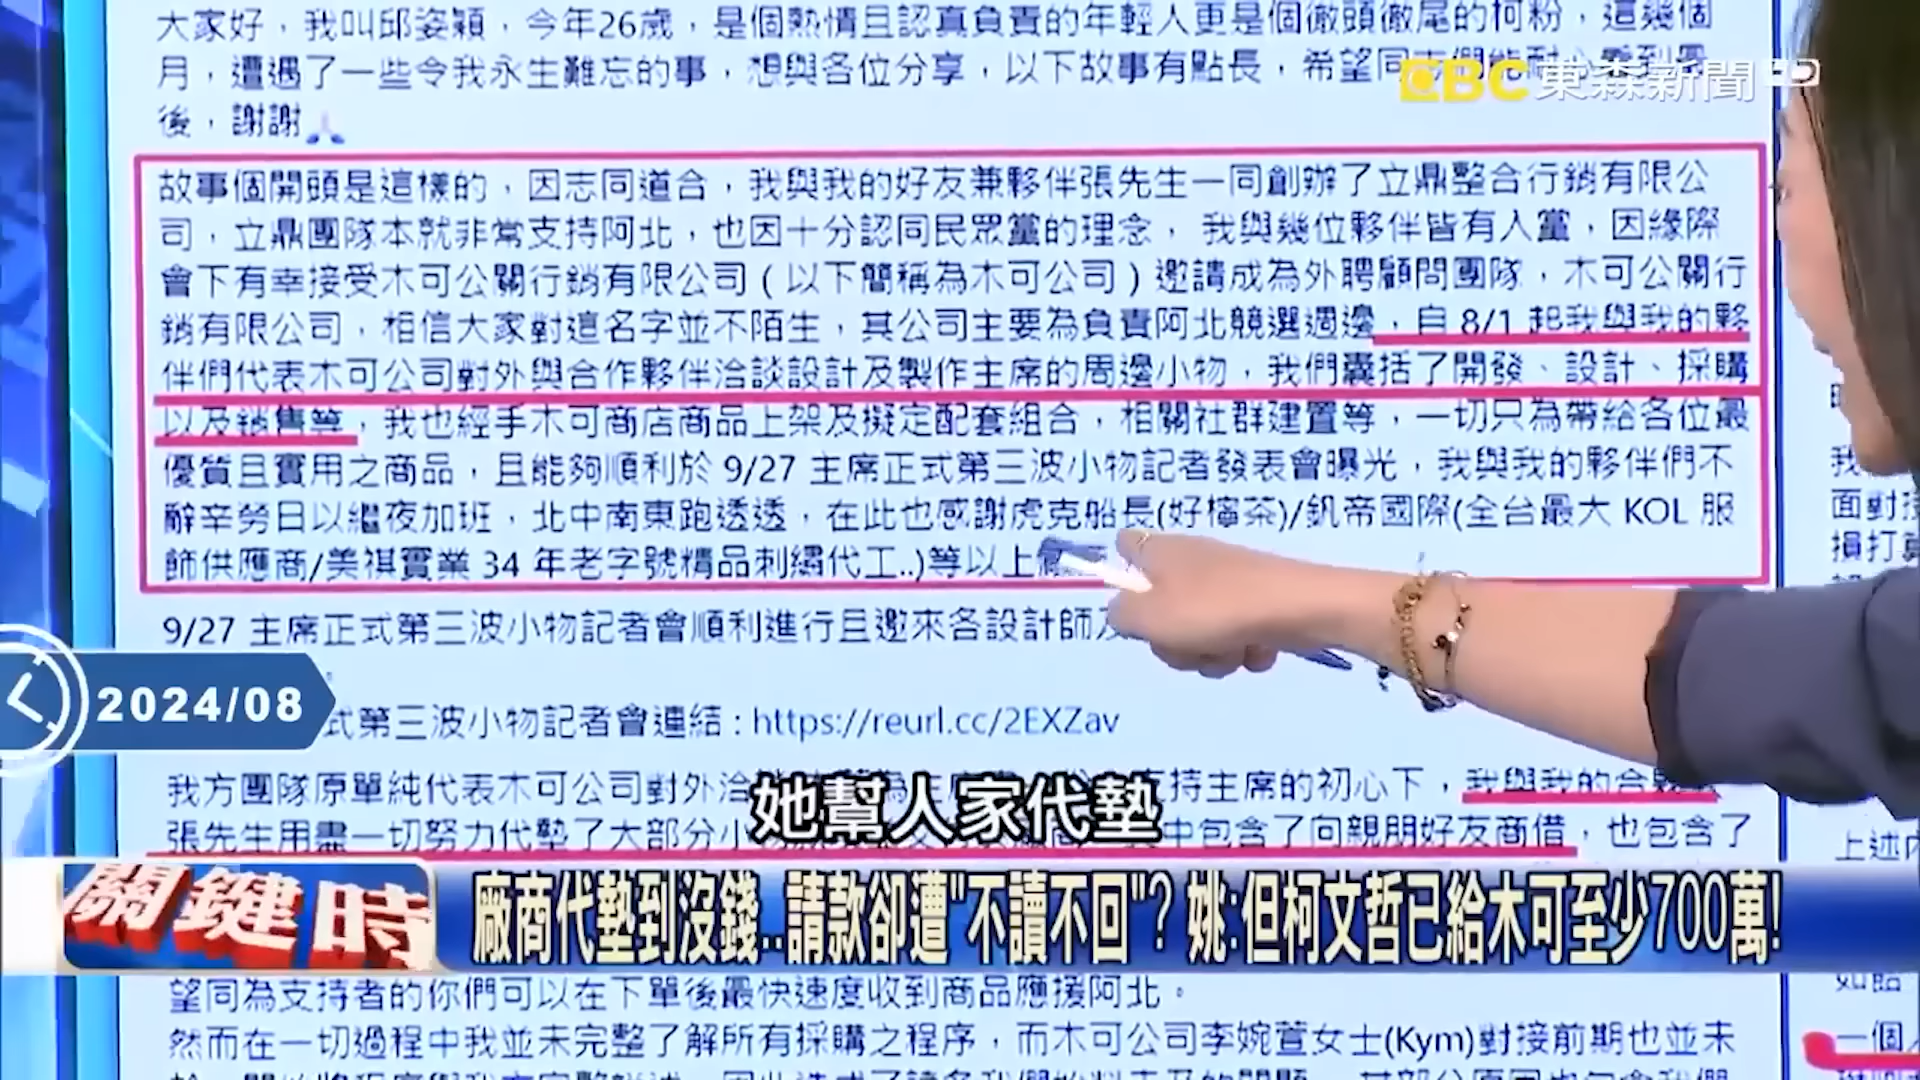 大家好，我叫邱姿穎，今年26歲，是個熱情且認真負責的年輕人更是個徹頭徹尾的柯粉，這幾個
月，遭遇了一些令我永生難忘的事，想與各位分享，以下故事有點長，希望同志們能耐心看到最
後，謝謝🙏
EBC 東森新聞
故事個開頭是這樣的，因志同道合，我與我的好友兼夥伴張先生一同創辦了立鼎整合行銷有限公
司，立鼎團隊本就非常支持阿北，也因十分認同民眾黨的理念， 我與幾位夥伴皆有入黨，因緣際
會下有幸接受木可公關行銷有限公司（以下簡稱為木可公司）邀請成為外聘顧問團隊，木可公關行
銷有限公司，相信大家對這名字並不陌生，其公司主要為負責阿北競選週邊，自 8/1 起我與我的夥
伴們代表木可公司對外與合作夥伴洽談設計及製作主席的周邊小物，我們囊括了開發、設計、採購
以及銷售等，我也經手木可商店商品上架及擬定配套組合，相關社群建置等，一切只為帶給各位最
優質且實用之商品，且能夠順利於 9/27 主席正式第三波小物記者發表會曝光，我與我的夥伴們不
辭辛勞日以繼夜加班，北中南東跑透透，在此也感謝虎克船長(好檸茶)/釩帝國際(全台最大 KOL 服
飾供應商/美祺實業 34 年老字號精品刺繡代工..)等以上
9/27 主席正式第三波小物記者會順利進行且邀來各設計師及
2024/08
式第三波小物記者會連結：https://reurl.cc/2EXZav
我方團隊原單純代表木可公司對外洽 持主席的初心下，我與我的合夥
她幫人家代墊
張先生用盡一切努力代墊了大部分小 中包含了向親朋好友商借，也包含了
關鍵時
廠商代墊到沒錢..請款卻遭"不讀不回"？ 姚:但柯文哲已給木可至少700萬!
望同為支持者的你們可以在下單後最快速度收到商品應援阿北。
然而在一切過程中我並未完整了解所有採購之程序，而木可公司李婉萱女士(Kym)對接前期也並未
我
面對接
損打
上述內
一個